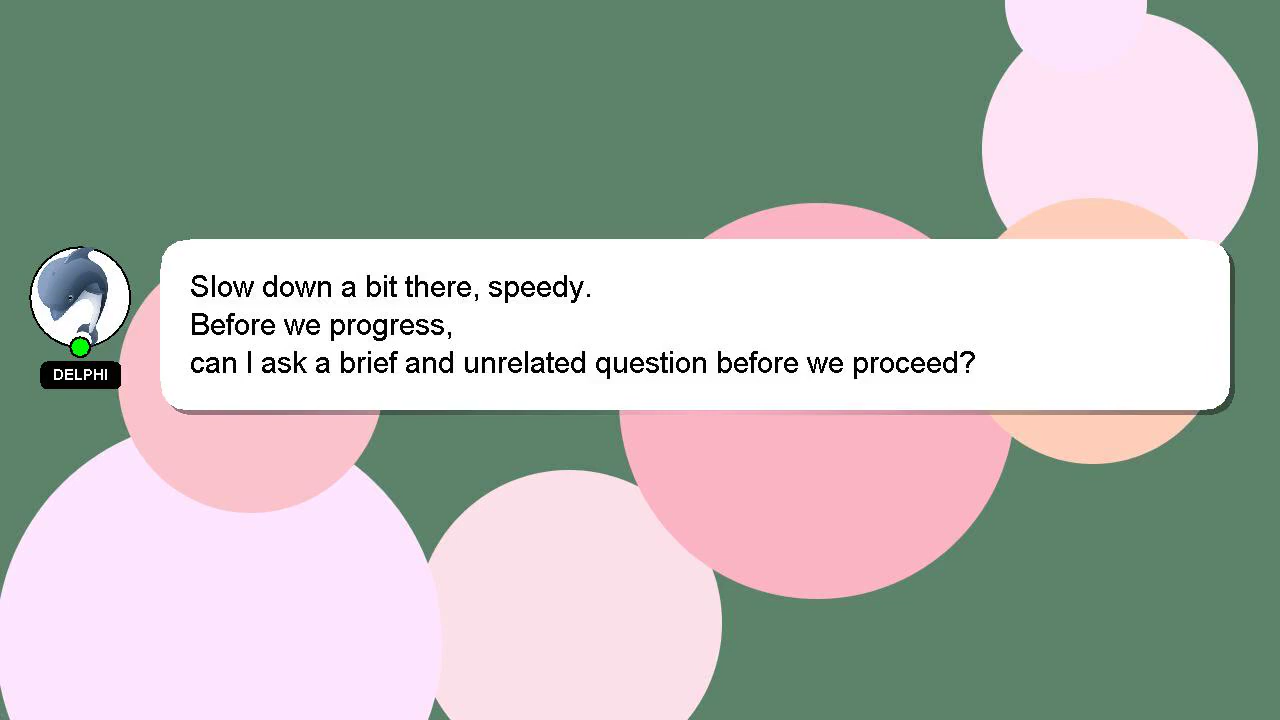 Slow down a bit there, speedy.
Before we progress,
can I ask a brief and unrelated question before we proceed?
DELPHI